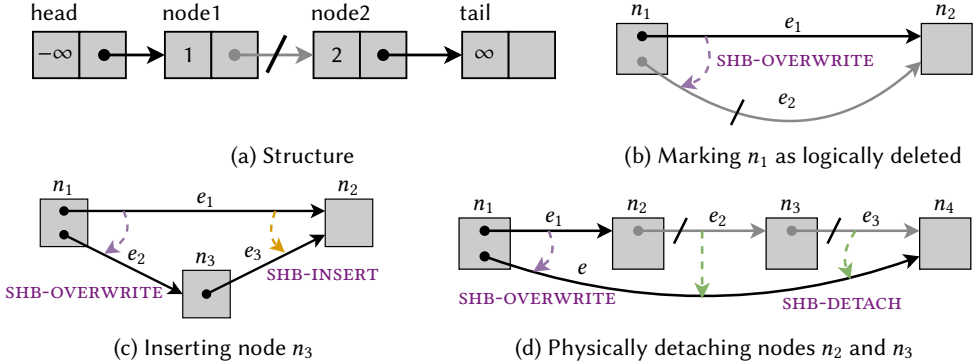 head node1 node2 tail
−∞ 1 2 ∞
(a) Structure
n1 e1 n2
SHB-OVERWRITE
e2
(b) Marking n1 as logically deleted
n1 e1 n2
e2 n3 e3
SHB-OVERWRITE SHB-INSERT
(c) Inserting node n3
n1 e1 n2 e2 n3 e3 n4
e
SHB-OVERWRITE SHB-DETACH
(d) Physically detaching nodes n2 and n3